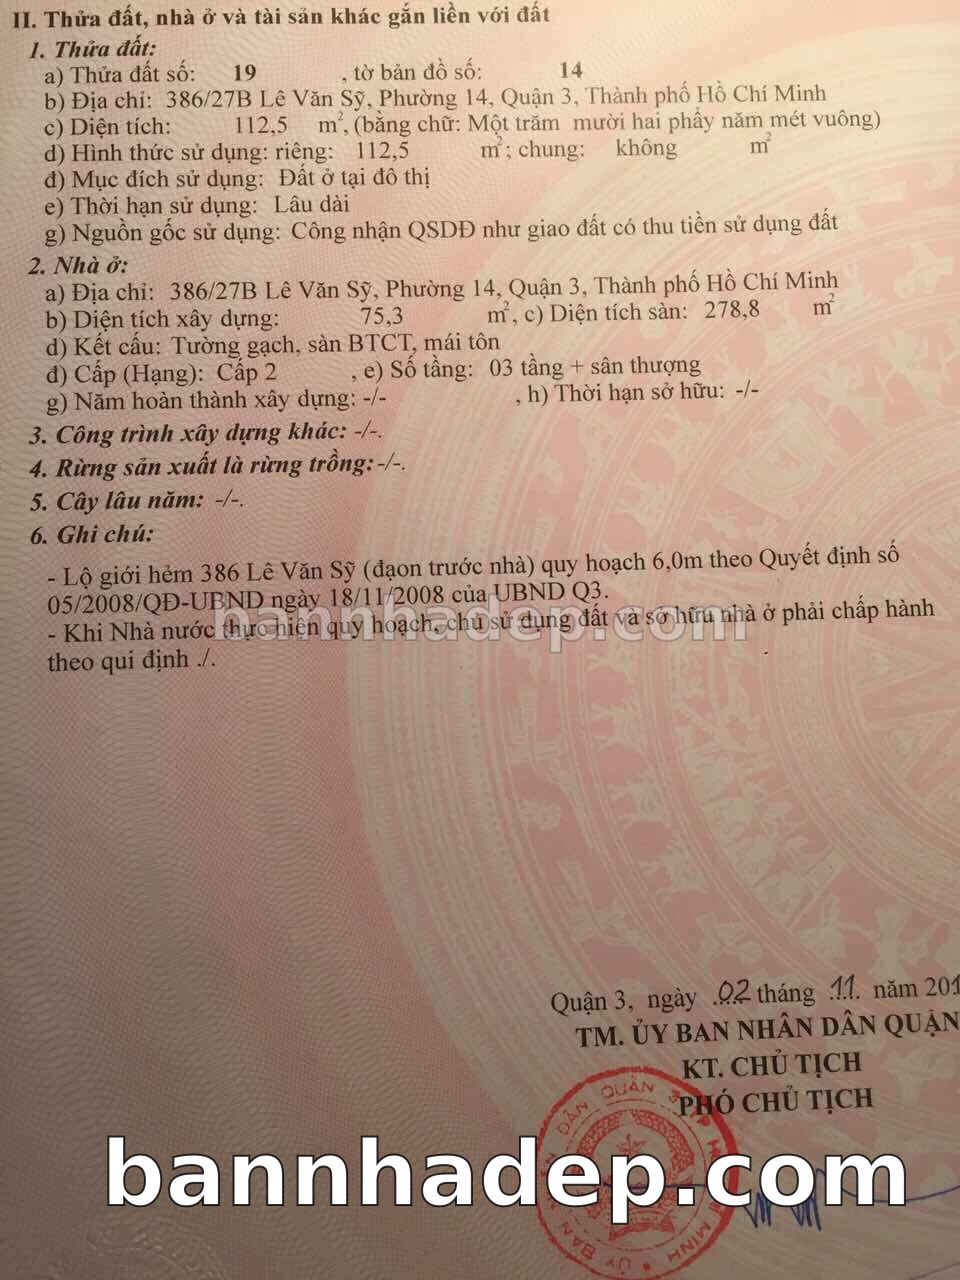 II. Thửa đất, nhà ở và tài sản khác gắn liền với đất
1. Thửa đất:
a) Thửa đất số: 19 , tờ bản đồ số: 14
b) Địa chỉ: 386/27B Lê Văn Sỹ, Phường 14, Quận 3, Thành phố Hồ Chí Minh
c) Diện tích: 112,5 m², (bằng chữ: Một trăm mười hai phẩy năm mét vuông)
d) Hình thức sử dụng: riêng: 112,5 m²; chung: không m²
đ) Mục đích sử dụng: Đất ở tại đô thị
e) Thời hạn sử dụng: Lâu dài
g) Nguồn gốc sử dụng: Công nhận QSDĐ như giao đất có thu tiền sử dụng đất
2. Nhà ở:
a) Địa chỉ: 386/27B Lê Văn Sỹ, Phường 14, Quận 3, Thành phố Hồ Chí Minh
b) Diện tích xây dựng: 75,3 m², c) Diện tích sàn: 278,8 m²
d) Kết cấu: Tường gạch, sàn BTCT, mái tôn
đ) Cấp (Hạng): Cấp 2 , e) Số tầng: 03 tầng + sân thượng
g) Năm hoàn thành xây dựng: -/- , h) Thời hạn sở hữu: -/-
3. Công trình xây dựng khác: -/-.
4. Rừng sản xuất là rừng trồng: -/-.
5. Cây lâu năm: -/-.
6. Ghi chú:
- Lộ giới hẻm 386 Lê Văn Sỹ (đạon trước nhà) quy hoạch 6,0m theo Quyết định số
05/2008/QĐ-UBND ngày 18/11/2008 của UBND Q3.
bannhadep.com
- Khi Nhà nước thực hiện quy hoạch, chủ sử dụng đất và sở hữu nhà ở phải chấp hành
theo qui định ./.
Quận 3, ngày 02 tháng 11 năm 201
TM. ỦY BAN NHÂN DÂN QUẬN
KT. CHỦ TỊCH
PHÓ CHỦ TỊCH
bannhadep.com